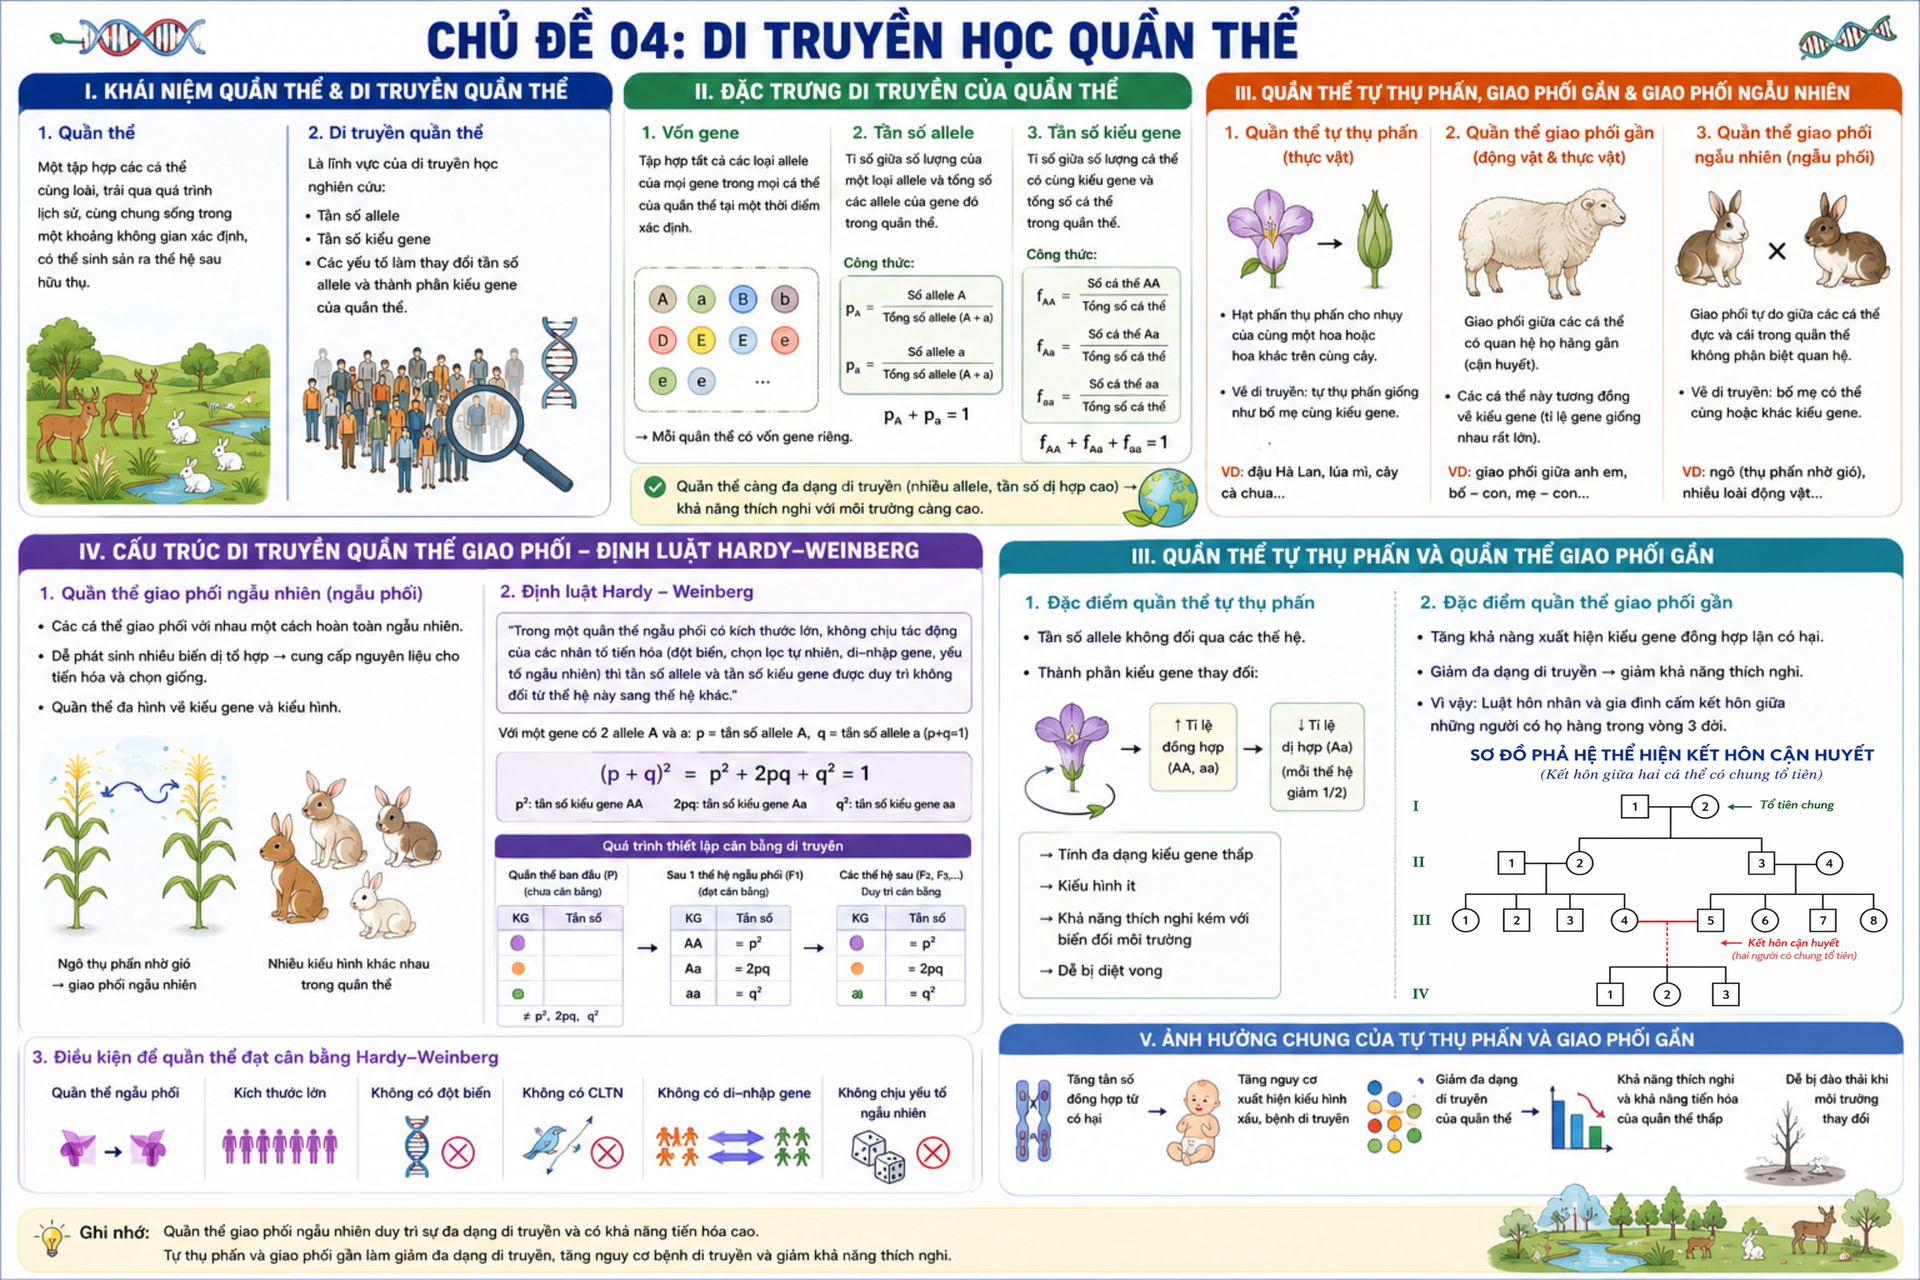 CHỦ ĐỀ 04: DI TRUYỀN HỌC QUẦN THỂ
I. KHÁI NIỆM QUẦN THỂ & DI TRUYỀN QUẦN THỂ
1. Quần thể
Một tập hợp các cá thể
cùng loài, trải qua quá trình
lịch sử, cùng chung sống trong
một khoảng không gian xác định,
có thể sinh sản ra thế hệ sau
hữu thụ.
2. Di truyền quần thể
Là lĩnh vực của di truyền học
nghiên cứu:
• Tần số allele
• Tần số kiểu gene
• Các yếu tố làm thay đổi tần số
allele và thành phần kiểu gene
của quần thể.
II. ĐẶC TRƯNG DI TRUYỀN CỦA QUẦN THỂ
1. Vốn gene
Tập hợp tất cả các loại allele
của mọi gene trong mọi cá thể
của quần thể tại một thời điểm
xác định.
A a B b
D E E e
e e ...
→ Mỗi quần thể có vốn gene riêng.
2. Tần số allele
Tỉ số giữa số lượng của
một loại allele và tổng số
các allele của gene đó
trong quần thể.
Công thức:
p_A = Số allele A / Tổng số allele (A + a)
p_a = Số allele a / Tổng số allele (A + a)
p_A + p_a = 1
3. Tần số kiểu gene
Tỉ số giữa số lượng cá thể
có cùng kiểu gene và
tổng số cá thể
trong quần thể.
Công thức:
f_AA = Số cá thể AA / Tổng số cá thể
f_Aa = Số cá thể Aa / Tổng số cá thể
f_aa = Số cá thể aa / Tổng số cá thể
f_AA + f_Aa + f_aa = 1
Quần thể càng đa dạng di truyền (nhiều allele, tần số dị hợp cao) →
khả năng thích nghi với môi trường càng cao.
III. QUẦN THỂ TỰ THỤ PHẤN, GIAO PHỐI GẦN & GIAO PHỐI NGẪU NHIÊN
1. Quần thể tự thụ phấn
(thực vật)
• Hạt phấn thụ phấn cho nhụy
của cùng một hoa hoặc
hoa khác trên cùng cây.
• Về di truyền: tự thụ phấn giống
như bố mẹ cùng kiểu gene.
VD: đậu Hà Lan, lúa mì, cây
cà chua...
2. Quần thể giao phối gần
(động vật & thực vật)
Giao phối giữa các cá thể
có quan hệ họ hàng gần
(cận huyết).
• Các cá thể này tương đồng
về kiểu gene (tỉ lệ gene giống
nhau rất lớn).
VD: giao phối giữa anh em,
bố – con, mẹ – con...
3. Quần thể giao phối
ngẫu nhiên (ngẫu phối)
×
Giao phối tự do giữa các cá thể
đực và cái trong quần thể
không phân biệt quan hệ.
• Về di truyền: bố mẹ có thể
cùng hoặc khác kiểu gene.
VD: ngô (thụ phấn nhờ gió),
nhiều loài động vật...
IV. CẤU TRÚC DI TRUYỀN QUẦN THỂ GIAO PHỐI – ĐỊNH LUẬT HARDY–WEINBERG
1. Quần thể giao phối ngẫu nhiên (ngẫu phối)
• Các cá thể giao phối với nhau một cách hoàn toàn ngẫu nhiên.
• Dễ phát sinh nhiều biến dị tổ hợp → cung cấp nguyên liệu cho
tiến hóa và chọn giống.
• Quần thể đa hình về kiểu gene và kiểu hình.
Ngô thụ phấn nhờ gió
→ giao phối ngẫu nhiên
Nhiều kiểu hình khác nhau
trong quần thể
2. Định luật Hardy – Weinberg
"Trong một quần thể ngẫu phối có kích thước lớn, không chịu tác động
của các nhân tố tiến hóa (đột biến, chọn lọc tự nhiên, di–nhập gene, yếu
tố ngẫu nhiên) thì tần số allele và tần số kiểu gene được duy trì không
đổi từ thế hệ này sang thế hệ khác."
Với một gene có 2 allele A và a: p = tần số allele A, q = tần số allele a (p+q=1)
(p + q)² = p² + 2pq + q² = 1
p²: tần số kiểu gene AA 2pq: tần số kiểu gene Aa q²: tần số kiểu gene aa
Quá trình thiết lập cân bằng di truyền
Quần thể ban đầu (P)
(chưa cân bằng)
KG Tần số
≠ p², 2pq, q²
Sau 1 thế hệ ngẫu phối (F1)
(đạt cân bằng)
KG Tần số
AA = p²
Aa = 2pq
aa = q²
Các thế hệ sau (F₂, F₃,...)
Duy trì cân bằng
KG Tần số
= p²
= 2pq
= q²
3. Điều kiện để quần thể đạt cân bằng Hardy–Weinberg
Quần thể ngẫu phối
Kích thước lớn
Không có đột biến
Không có CLTN
Không có di–nhập gene
Không chịu yếu tố
ngẫu nhiên
III. QUẦN THỂ TỰ THỤ PHẤN VÀ QUẦN THỂ GIAO PHỐI GẦN
1. Đặc điểm quần thể tự thụ phấn
• Tần số allele không đổi qua các thế hệ.
• Thành phần kiểu gene thay đổi:
↑ Tỉ lệ
đồng hợp
(AA, aa)
↓ Tỉ lệ
dị hợp (Aa)
(mỗi thế hệ
giảm 1/2)
→ Tính đa dạng kiểu gene thấp
→ Kiểu hình ít
→ Khả năng thích nghi kém với
biến đổi môi trường
→ Dễ bị diệt vong
2. Đặc điểm quần thể giao phối gần
• Tăng khả năng xuất hiện kiểu gene đồng hợp lặn có hại.
• Giảm đa dạng di truyền → giảm khả năng thích nghi.
• Vì vậy: Luật hôn nhân và gia đình cấm kết hôn giữa
những người có họ hàng trong vòng 3 đời.
SƠ ĐỒ PHẢ HỆ THỂ HIỆN KẾT HÔN CẬN HUYẾT
(Kết hôn giữa hai cá thể có chung tổ tiên)
I 1 2 ← Tổ tiên chung
II 1 2 3 4
III 1 2 3 4 5 6 7 8
← Kết hôn cận huyết
(hai người có chung tổ tiên)
IV 1 2 3
V. ẢNH HƯỞNG CHUNG CỦA TỰ THỤ PHẤN VÀ GIAO PHỐI GẦN
Tăng tần số
đồng hợp tử
có hại
Tăng nguy cơ
xuất hiện kiểu hình
xấu, bệnh di truyền
Giảm đa dạng
di truyền
của quần thể
Khả năng thích nghi
và khả năng tiến hóa
của quần thể thấp
Dễ bị đào thải khi
môi trường
thay đổi
Ghi nhớ: Quần thể giao phối ngẫu nhiên duy trì sự đa dạng di truyền và có khả năng tiến hóa cao.
Tự thụ phấn và giao phối gần làm giảm đa dạng di truyền, tăng nguy cơ bệnh di truyền và giảm khả năng thích nghi.